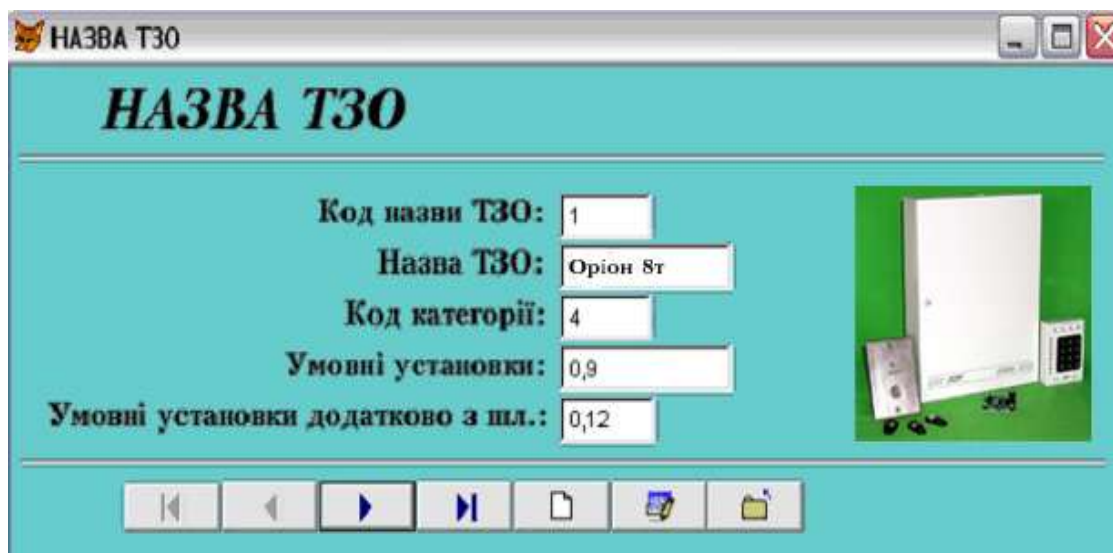 НАЗВА ТЗО
НАЗВА ТЗО
Код назви ТЗО: 1
Назва ТЗО: Оріон 8т
Код категорії: 4
Умовні установки: 0,9
Умовні установки додатково з шл.: 0,12